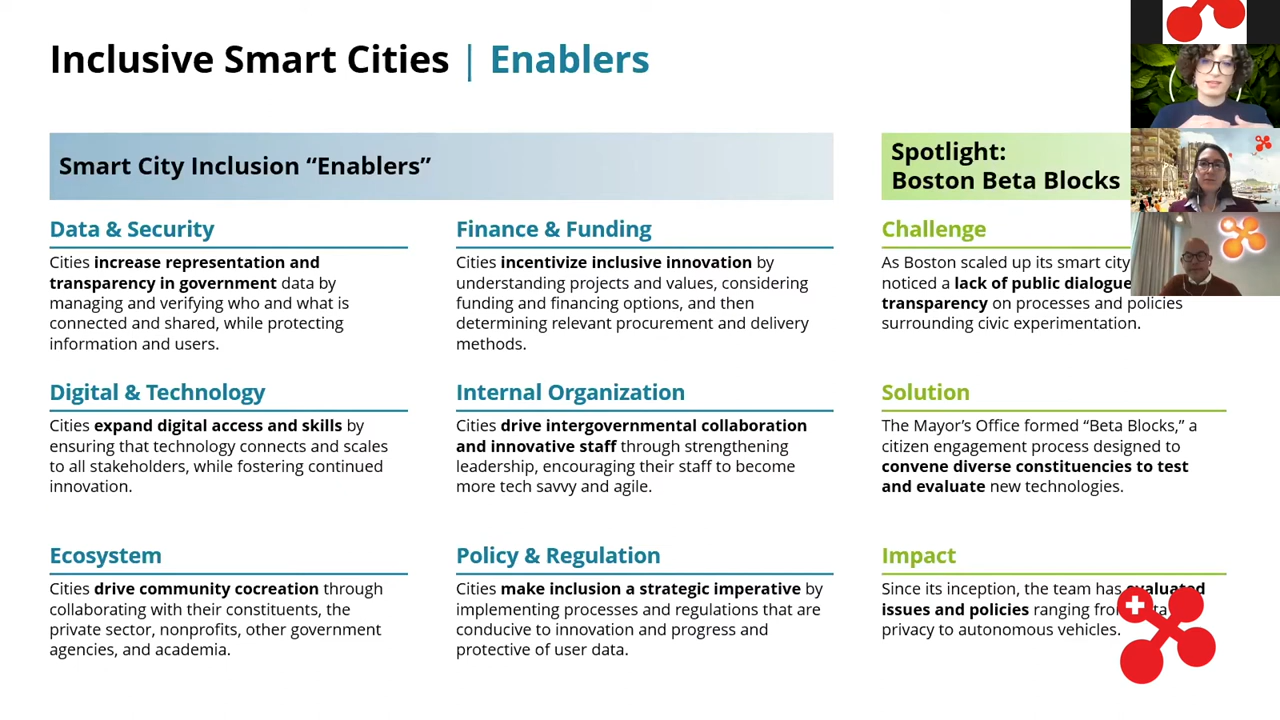 Inclusive Smart Cities | Enablers
Smart City Inclusion “Enablers”
Data & Security
Cities increase representation and
transparency in government data by
managing and verifying who and what is
connected and shared, while protecting
information and users.
Finance & Funding
Cities incentivize inclusive innovation by
understanding projects and values, considering
funding and financing options, and then
determining relevant procurement and delivery
methods.
Digital & Technology
Cities expand digital access and skills by
ensuring that technology connects and scales
to all stakeholders, while fostering continued
innovation.
Internal Organization
Cities drive intergovernmental collaboration
and innovative staff through strengthening
leadership, encouraging their staff to become
more tech savvy and agile.
Ecosystem
Cities drive community cocreation through
collaborating with their constituents, the
private sector, nonprofits, other government
agencies, and academia.
Policy & Regulation
Cities make inclusion a strategic imperative by
implementing processes and regulations that are
conducive to innovation and progress and
protective of user data.
Spotlight:
Boston Beta Blocks
Challenge
As Boston scaled up its smart city
noticed a lack of public dialogue
transparency on processes and policies
surrounding civic experimentation.
Solution
The Mayor’s Office formed “Beta Blocks,” a
citizen engagement process designed to
convene diverse constituencies to test
and evaluate new technologies.
Impact
Since its inception, the team has evaluated
issues and policies ranging
privacy to autonomous vehicles.